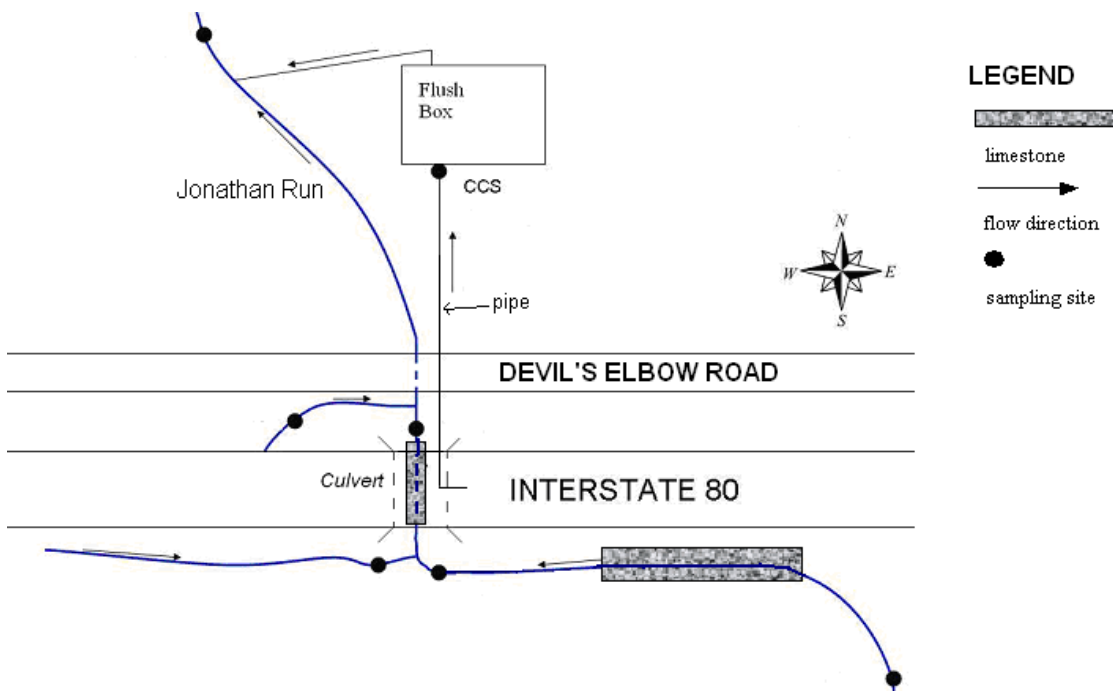 Flush
Box
CCS
Jonathan Run
pipe
N
W
E
S
DEVIL'S ELBOW ROAD
Culvert
INTERSTATE 80
LEGEND
limestone
flow direction
sampling site